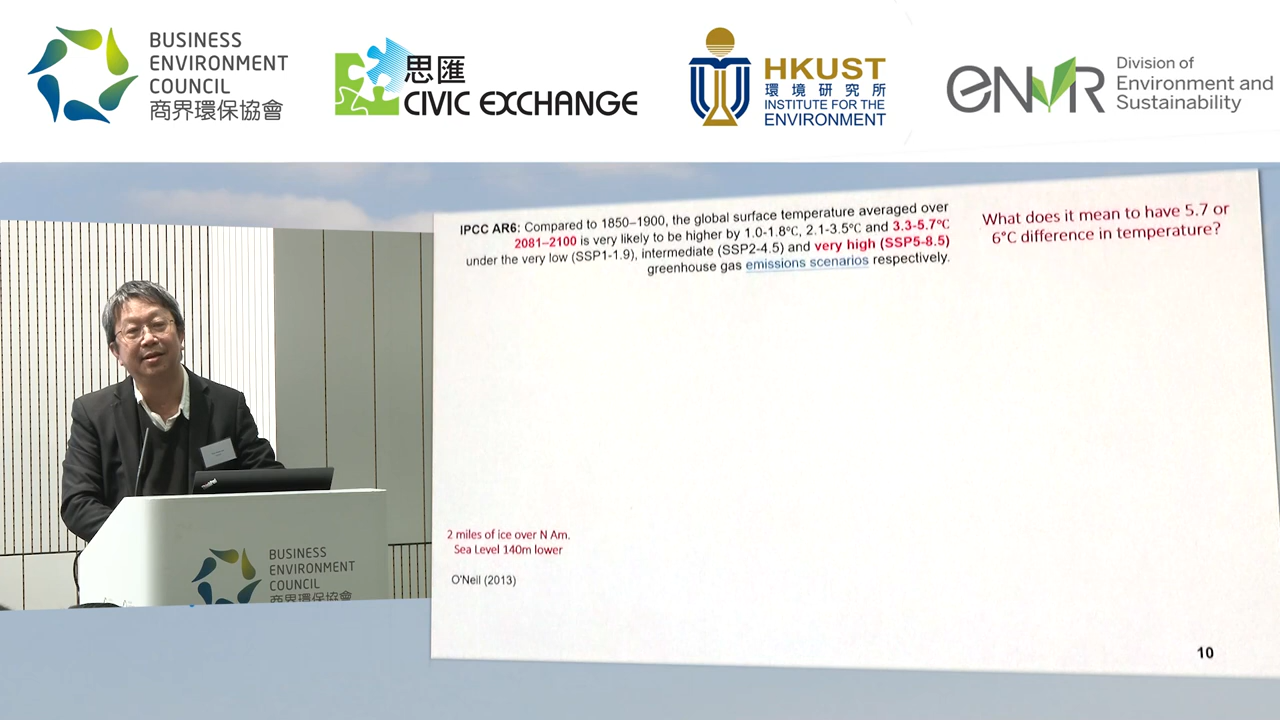 BUSINESS
ENVIRONMENT
COUNCIL
商界環保協會
思匯
CIVIC EXCHANGE
HKUST
環境研究所
INSTITUTE FOR THE
ENVIRONMENT
ENVR
Division of
Environment and
Sustainability
IPCC AR6: Compared to 1850–1900, the global surface temperature averaged over
2081–2100 is very likely to be higher by 1.0-1.8℃, 2.1-3.5℃ and 3.3-5.7℃
under the very low (SSP1-1.9), intermediate (SSP2-4.5) and very high (SSP5-8.5)
greenhouse gas emissions scenarios respectively.
What does it mean to have 5.7 or
6°C difference in temperature?
2 miles of ice over N Am.
Sea Level 140m lower
O'Neil (2013)
10
ThinkPad
BUSINESS
ENVIRONMENT
COUNCIL
商界環保協會